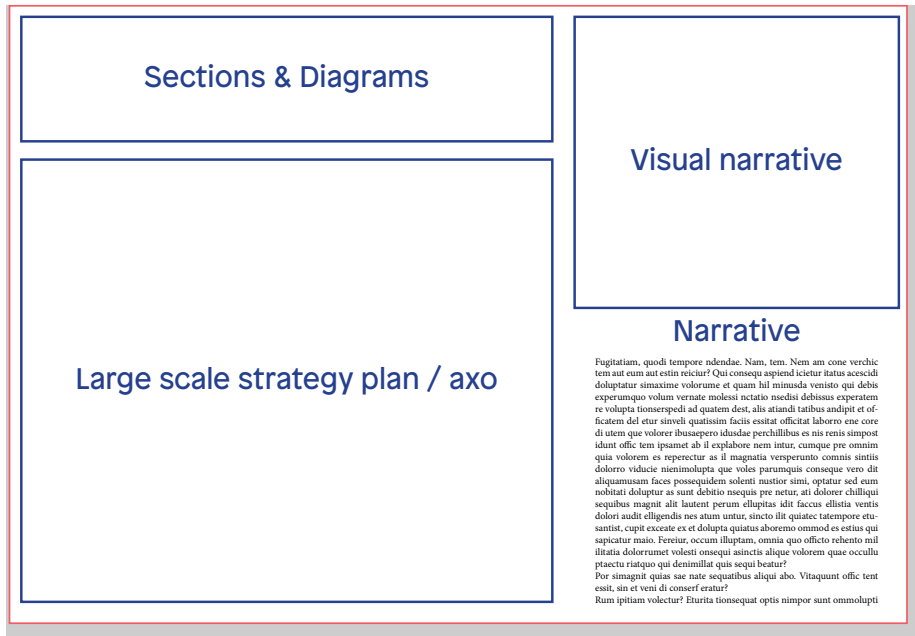 Sections & Diagrams
Large scale strategy plan / axo
Visual narrative
Narrative
Fugitatiam, quodi tempore ndendae. Nam, tem. Nem am cone verchic
tem aut eum aut estin reiciur? Qui consequ aspiend icietur itatus acescidi
doluptatur simaxime volorume et quam hil minusda venisto qui debis
experumquo volum vernate molessi nctatio nsedisi debissus experatem
re volupta tionserspedi ad quatem dest, alis atiandi tatibus andipit et of-
ficatem del etur sinveli quatissim faciis essitat officitat laborro ene core
di utem que volorer ibusaepero idusdae perchillibus es nis renis simpost
idunt offic tem ipsamet ab il explabore nem intur, cumque pre omnim
quia volorem es reperectur as il magnatia versperunto comnis sintiis
dolorro viducie nienimolupta que voles parumquis conseque vero dit
aliquamusam faces possequidem solenti nustior simi, optatur sed eum
nobitati doluptur as sunt debitio nsequis pre netur, ati dolorer chilliqui
sequibus magnit alit lautent perum ellupitas idit faccus ellistia ventis
dolori audit elligendis nes atum untur, sincto ilit quiatec tatempore etu-
santist, cupit exceate ex et dolupta quiatus aboremo ommod es estius qui
sapicatur maio. Fereiur, occum illuptam, omnia quo officto rehento mil
ilitatia dolorrumet volesti onsequi asinctis alique volorem quae occullu
ptaectu riatquo qui denimillat quis sequi beatur?
Por simagnit quias sae nate sequatibus aliqui abo. Vitaquunt offic tent
essit, sin et veni di conserf eratur?
Rum ipitiam volectur? Eturita tionsequat optis nimpor sunt ommolupti